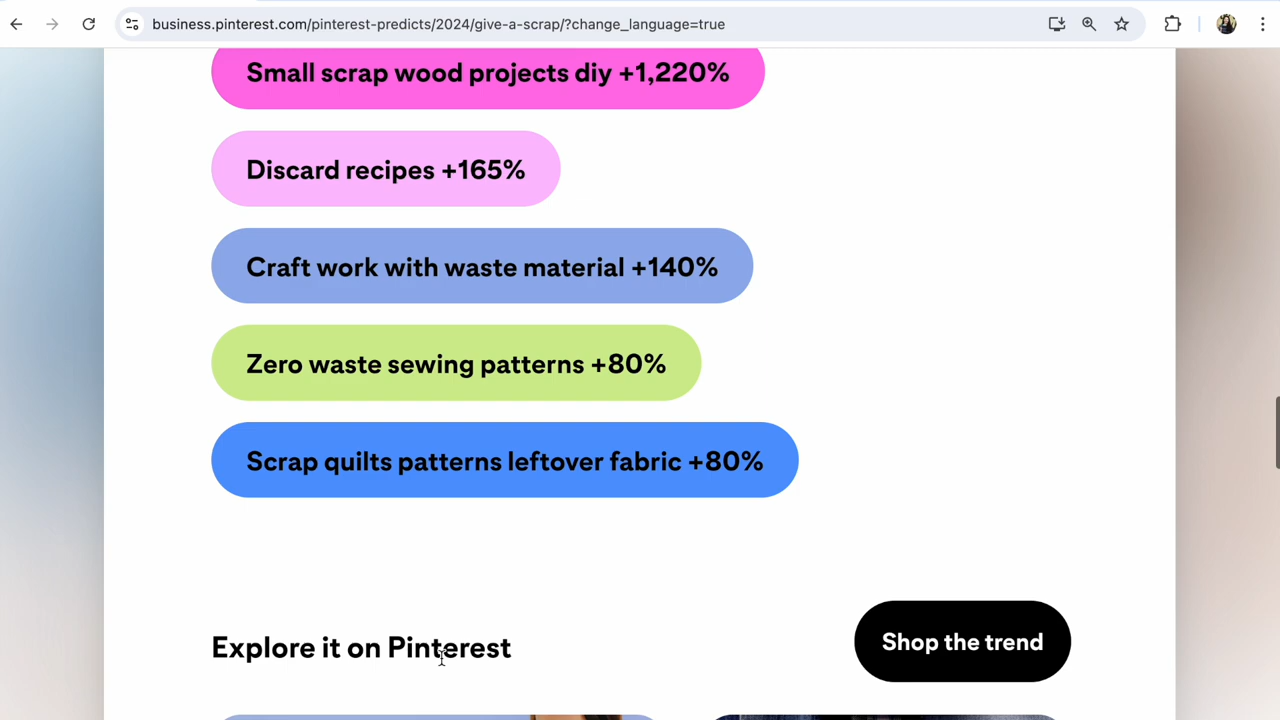 business.pinterest.com/pinterest-predicts/2024/give-a-scrap/?change_language=true
Small scrap wood projects diy +1,220%
Discard recipes +165%
Craft work with waste material +140%
Zero waste sewing patterns +80%
Scrap quilts patterns leftover fabric +80%
Explore it on Pinterest
Shop the trend